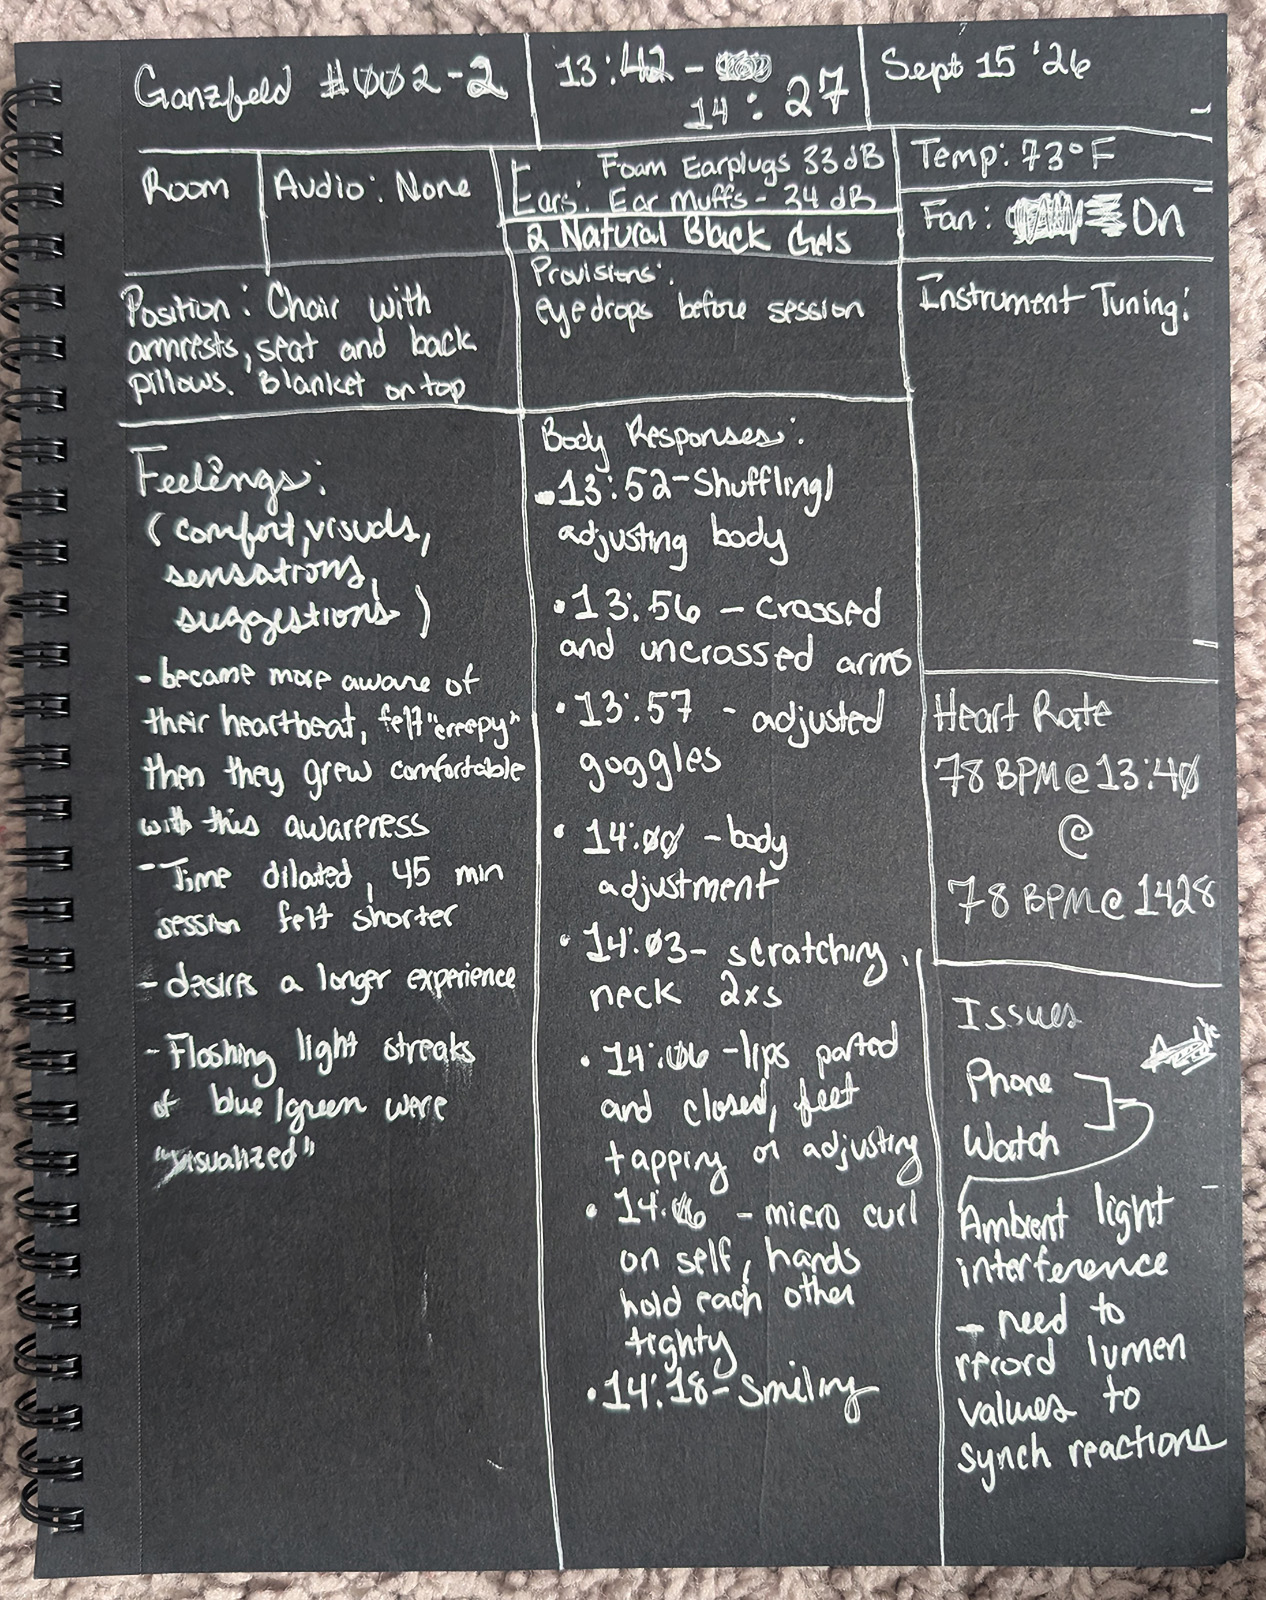 Ganzfeld #002-2
13:42 -
14:27
Sept 15 '26
Room
Audio: None
Foam Earplugs 33 dB
Ears: Ear Muffs - 34 dB
2 Natural Black Gels
Temp: 73° F
Fan: On
Position: Chair with
armrests, seat and back
pillows. Blanket on top
Provisions:
eyedrops before session
Instrument Tuning:
Feelings:
(comfort, visuals,
sensations,
suggestions)
- became more aware of
their heartbeat, felt "creepy"
then they grew comfortable
with this awareness
- Time dilated, 45 min
session felt shorter
- desires a longer experience
- Flashing light streaks
of blue/green were
"visualized"
Body Responses:
- 13:52 - Shuffling/
adjusting body
• 13:56 - crossed
and uncrossed arms
• 13:57 - adjusted
goggles
• 14:00 - body
adjustment
• 14:03 - scratching
neck 2xs
• 14:06 - lips parted
and closed, feet
tapping or adjusting
• 14:16 - micro curl
on self, hands
hold each other
tighty
• 14:18 - smiling
Heart Rate
78 BPM @ 13:40
@
78 BPM @ 1428
Issues
Phone
Watch
Ambient light
interference
- need to
record lumen
values to
synch reactions